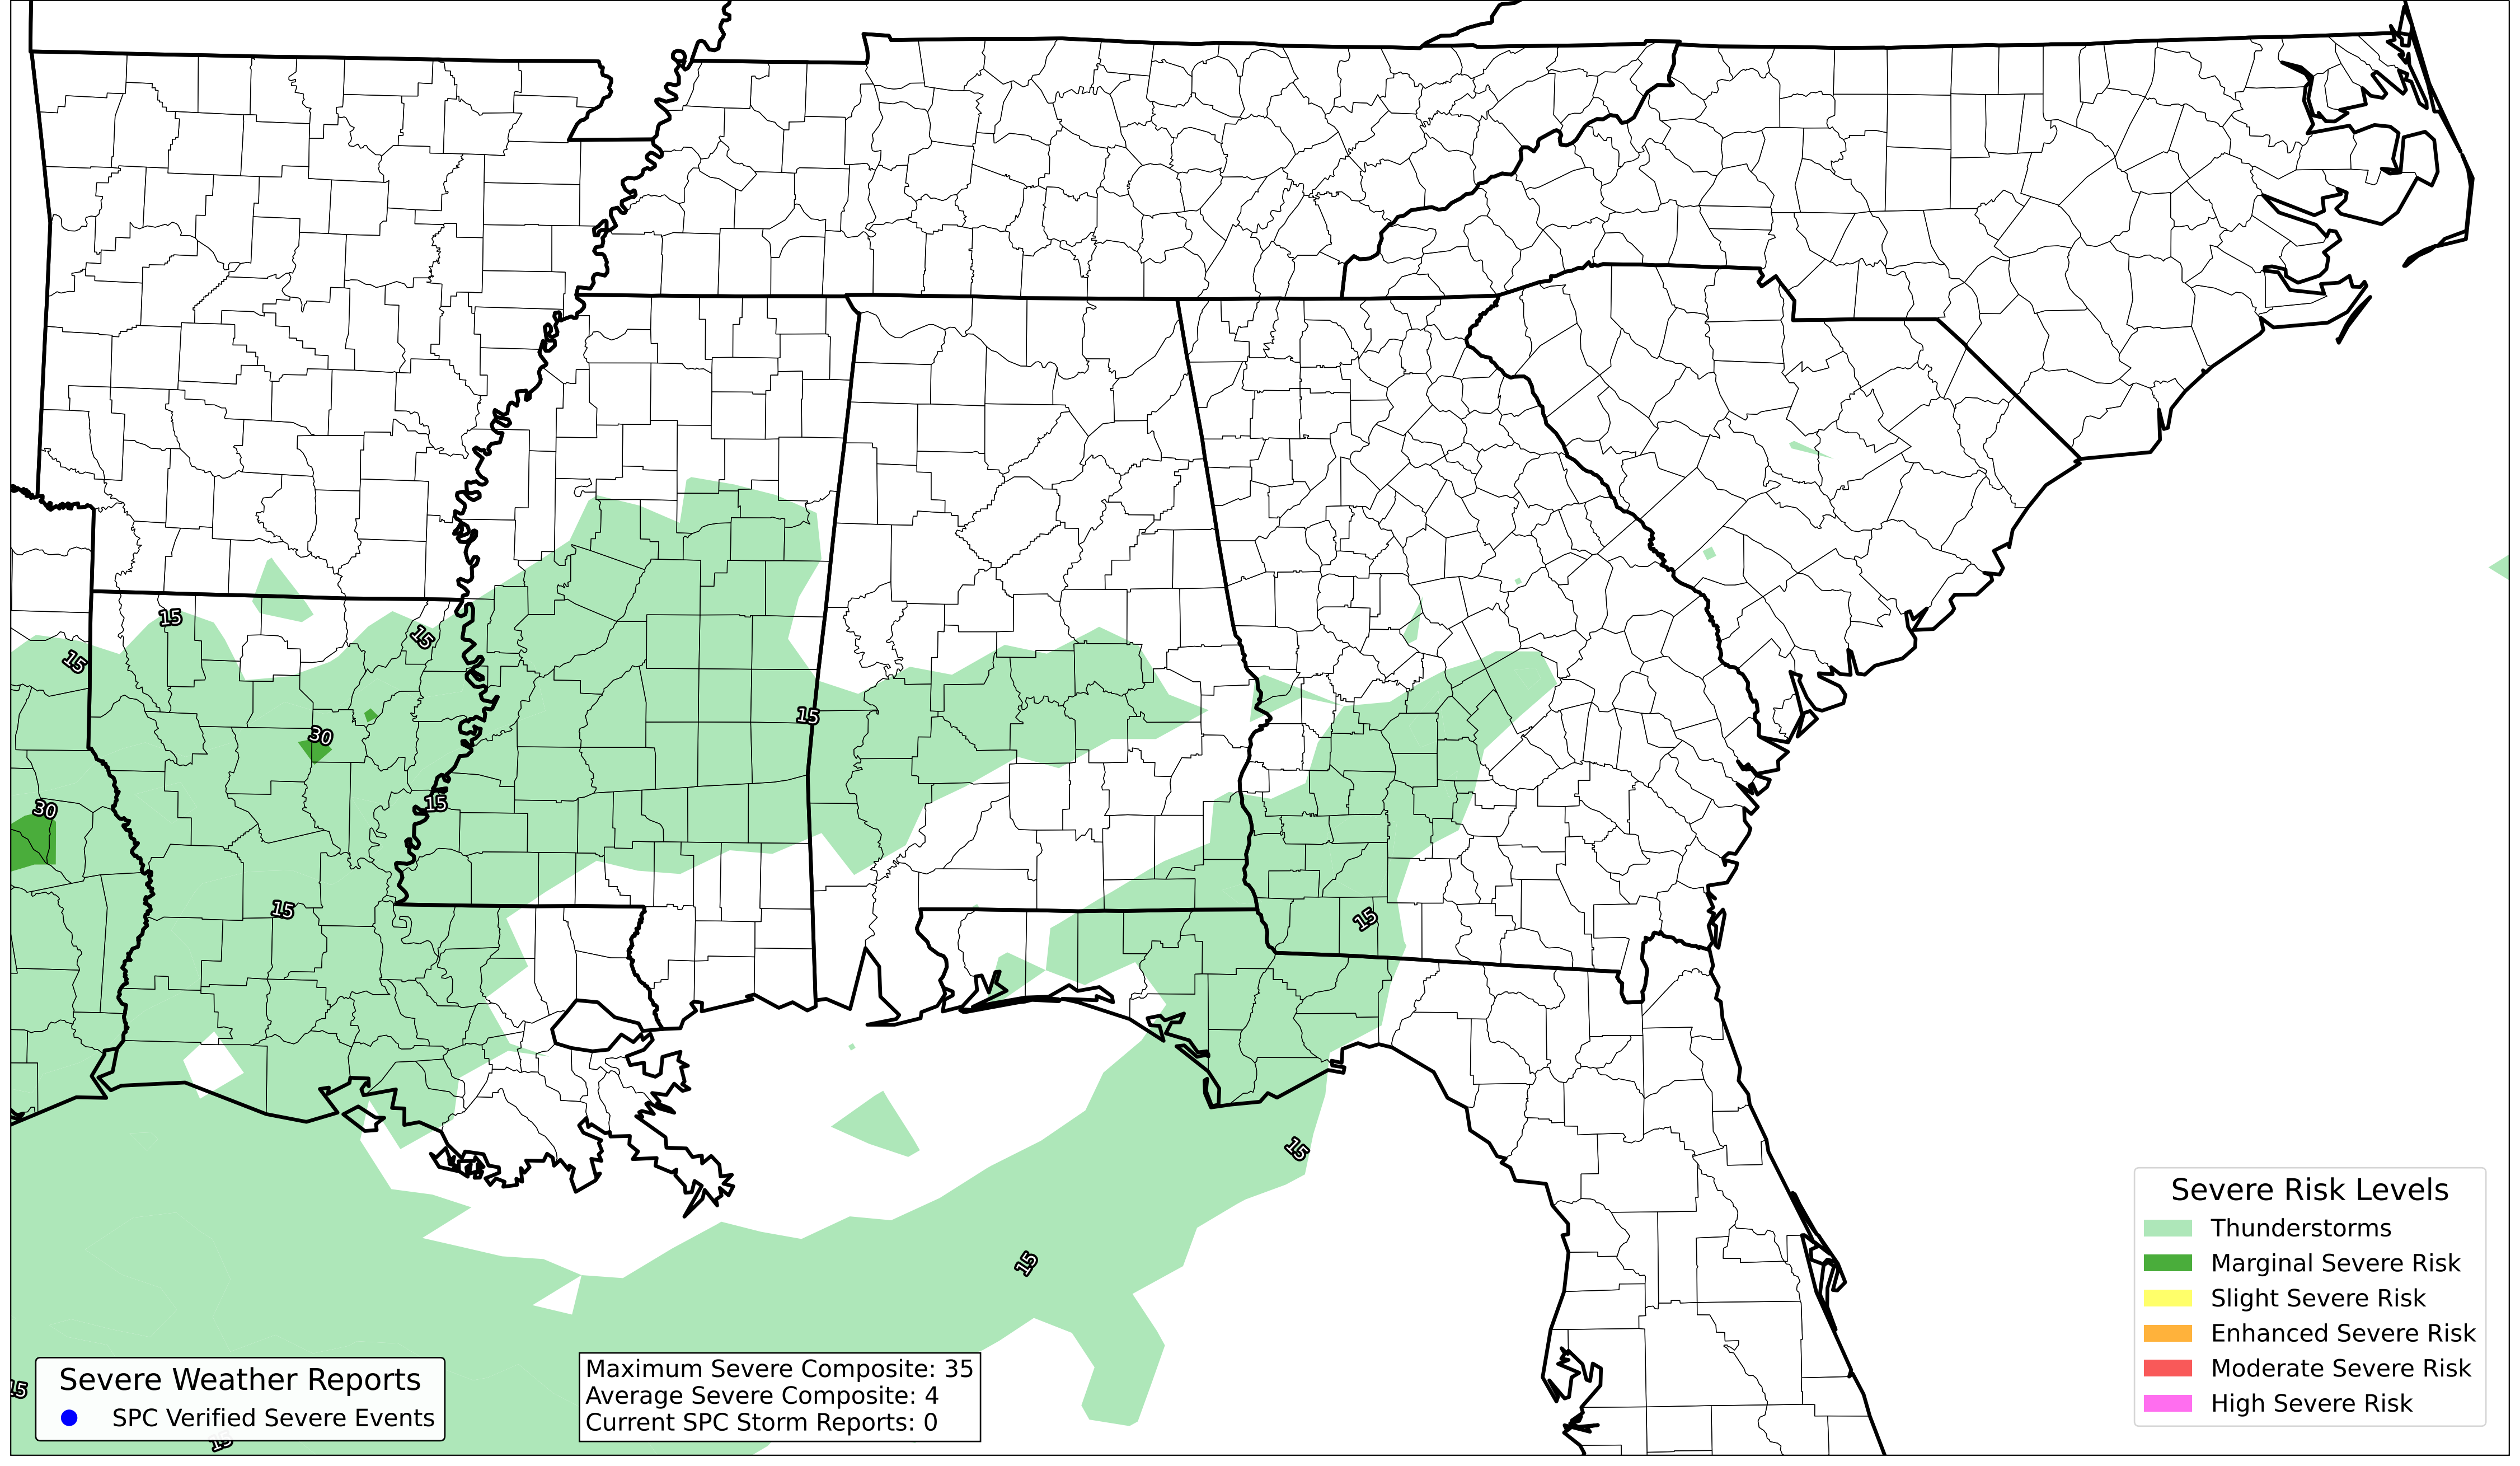 15
15
15
15
30
30
15
15
15
15
15
15
15
Severe Risk Levels
Thunderstorms
Marginal Severe Risk
Slight Severe Risk
Enhanced Severe Risk
Moderate Severe Risk
High Severe Risk
Severe Weather Reports
SPC Verified Severe Events
Maximum Severe Composite: 35
Average Severe Composite: 4
Current SPC Storm Reports: 0